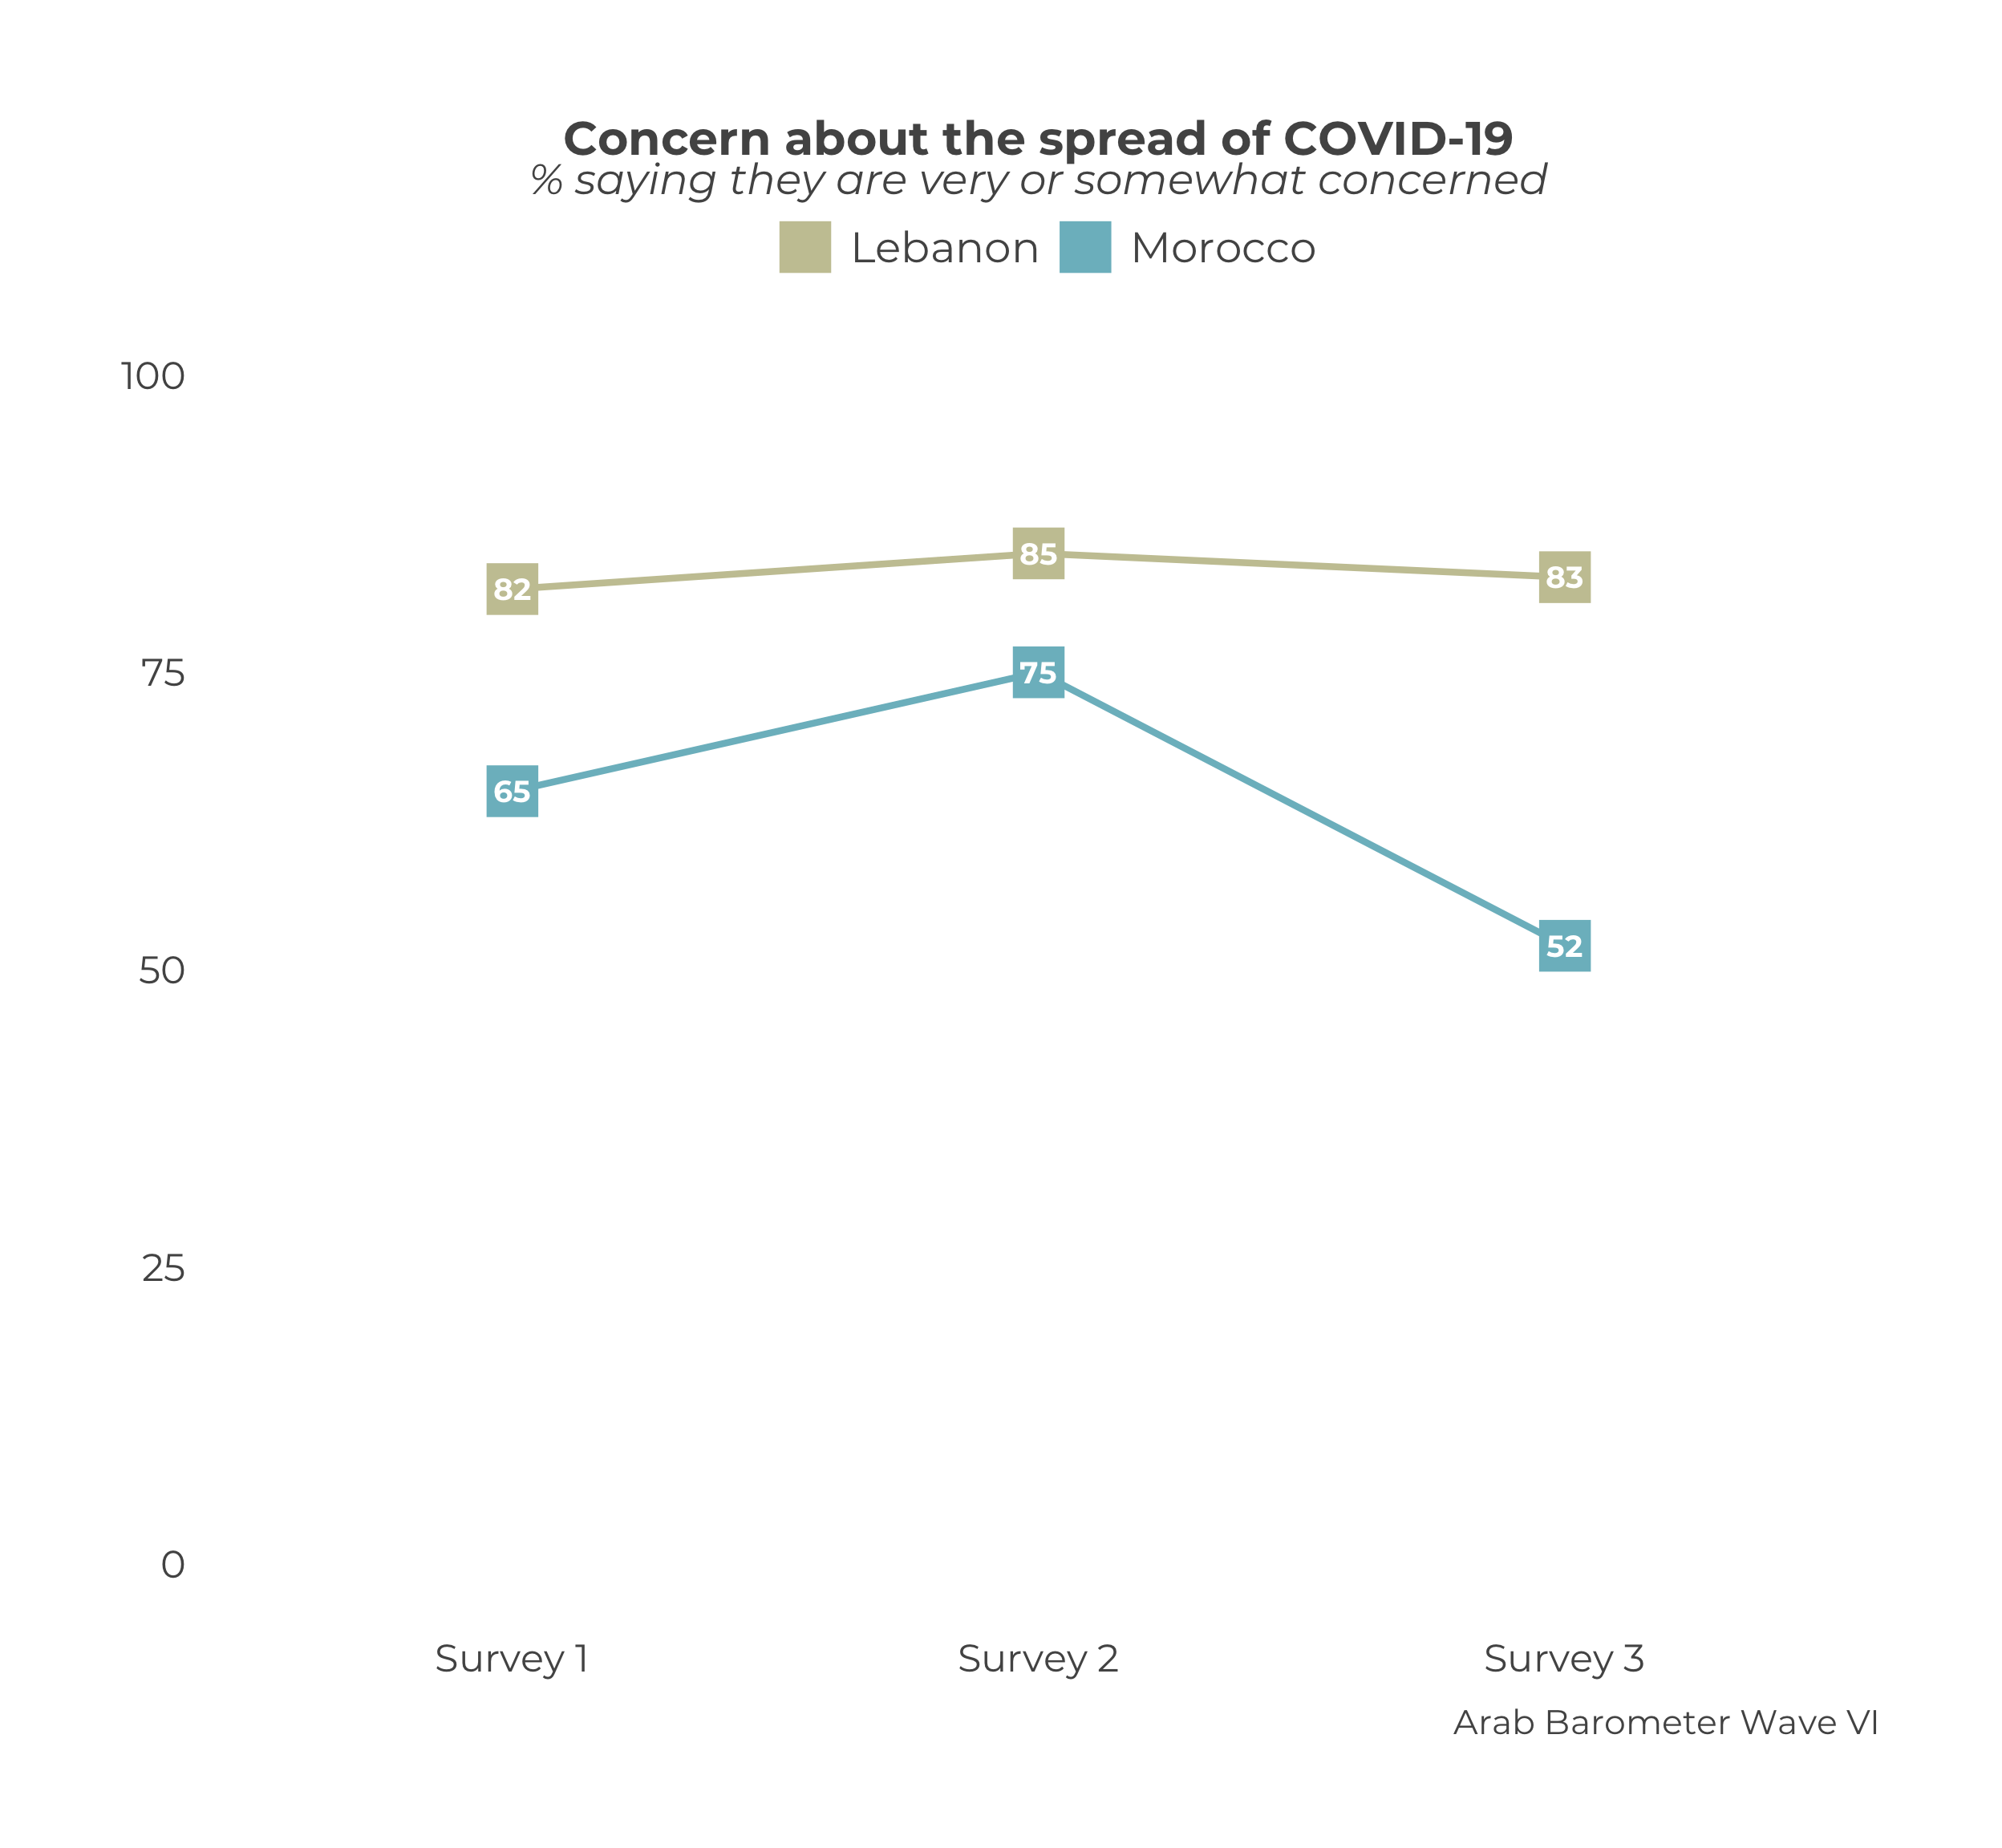 Concern about the spread of COVID-19
% saying they are very or somewhat concerned
Lebanon Morocco
100
85
82 83
75
75
65
52
50
25
0
Survey 1 Survey 2 Survey 3
Arab Barometer Wave VI